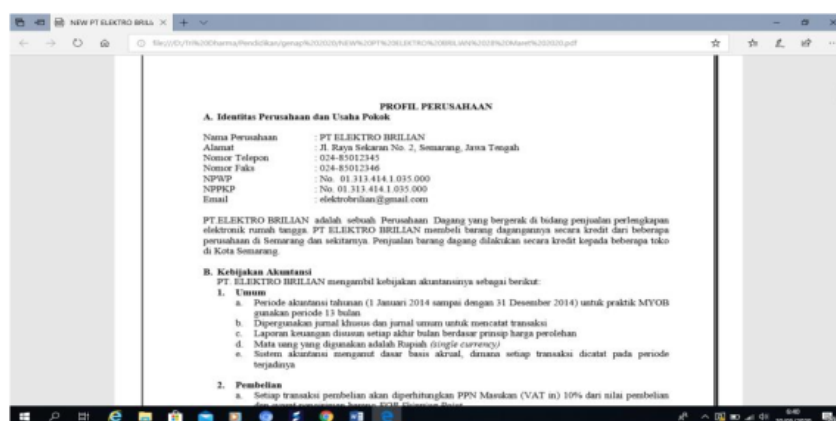 NEW PT ELEKTRO BRILI
PROFIL PERUSAHAAN
A. Identitas Perusahaan dan Usaha Pokok
Nama Perusahaan : PT ELEKTRO BRILIAN
Alamat : Jl. Raya Sekaran No. 2, Semarang, Jawa Tengah
Nomor Telepon : 024-85012345
Nomor Faks : 024-85012346
NPWP : No. 01.313.414.1.035.000
NPPKP : No. 01.313.414.1.035.000
Email : elektrobrilian@gmail.com
PT ELEKTRO BRILIAN adalah sebuah Perusahaan Dagang yang bergerak di bidang penjualan perlengkapan
elektronik rumah tangga. PT ELEKTRO BRILIAN membeli barang dagangannya secara kredit dari beberapa
perusahaan di Semarang dan sekitarnya. Penjualan barang dagang dilakukan secara kredit kepada beberapa toko
di Kota Semarang.
B. Kebijakan Akuntansi
PT. ELEKTRO BRILIAN mengambil kebijakan akuntansinya sebagai berikut:
1. Umum
a. Periode akuntansi tahunan (1 Januari 2014 sampai dengan 31 Desember 2014) untuk praktik MYOB
gunakan periode 13 bulan
b. Dipergunakan jurnal khusus dan jurnal umum untuk mencatat transaksi
c. Laporan keuangan disusun setiap akhir bulan berdasar prinsip harga perolehan
d. Mata uang yang digunakan adalah Rupiah (single currency)
e. Sistem akuntansi menganut dasar basis akrual, dimana setiap transaksi dicatat pada periode
terjadinya
2. Pembelian
a. Setiap transaksi pembelian akan diperhitungkan PPN Masukan (VAT in) 10% dari nilai pembelian